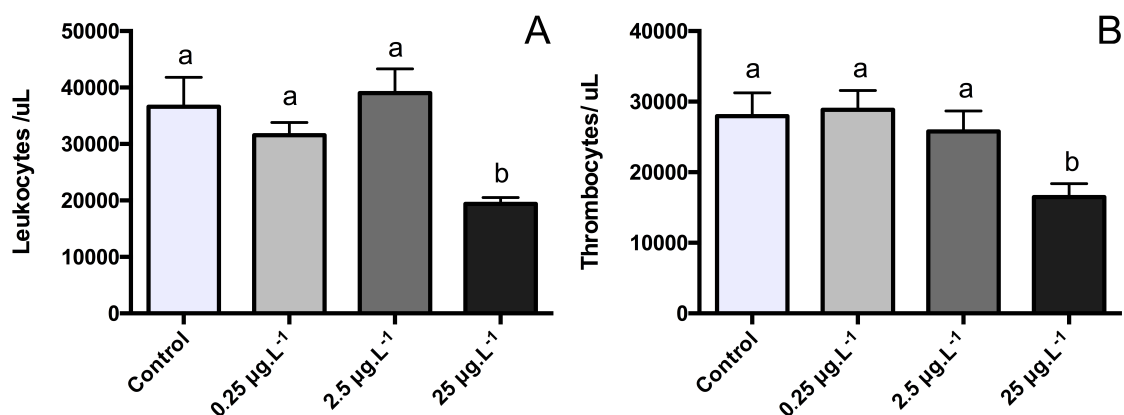 A
Leukocytes /uL
50000
40000
30000
20000
10000
0
a
a
a
b
Control
0.25 µg.L-1
2.5 µg.L-1
25 µg.L-1
B
Thrombocytes/ uL
40000
30000
20000
10000
0
a
a
a
b
Control
0.25 µg.L-1
2.5 µg.L-1
25 µg.L-1